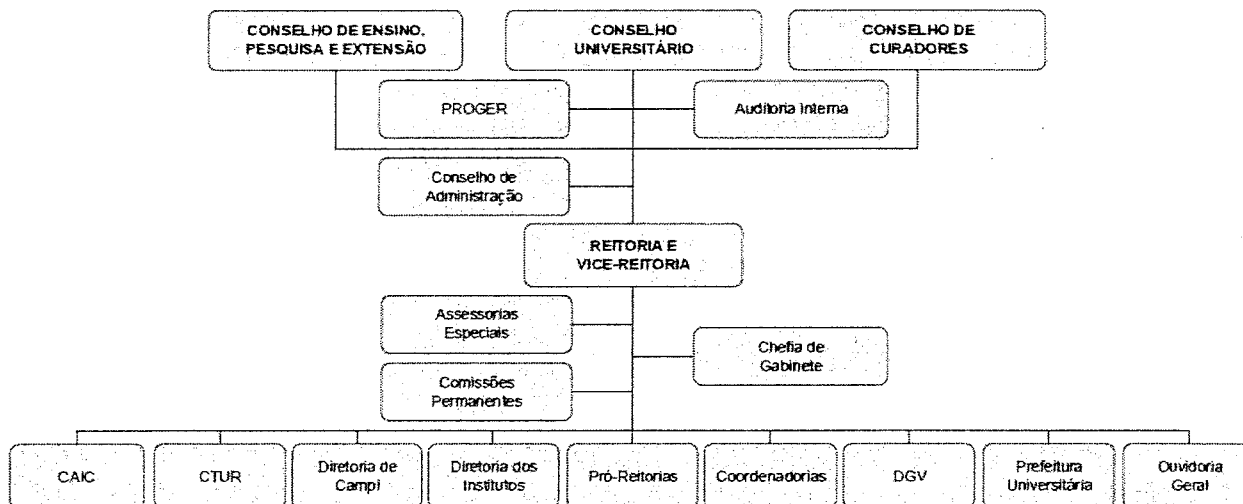 CONSELHO DE ENSINO,
PESQUISA E EXTENSÃO
CONSELHO
UNIVERSITÁRIO
CONSELHO DE
CURADORES
PROGER
Auditoria Interna
Conselho de
Administração
REITORIA E
VICE-REITORIA
Assessorias
Especiais
Chefia de
Gabinete
Comissões
Permanentes
CAIC
CTUR
Diretoria de
Campi
Diretoria dos
Institutos
Pró-Reitorias
Coordenadorias
DGV
Prefeitura
Universitária
Ouvidoria
Geral